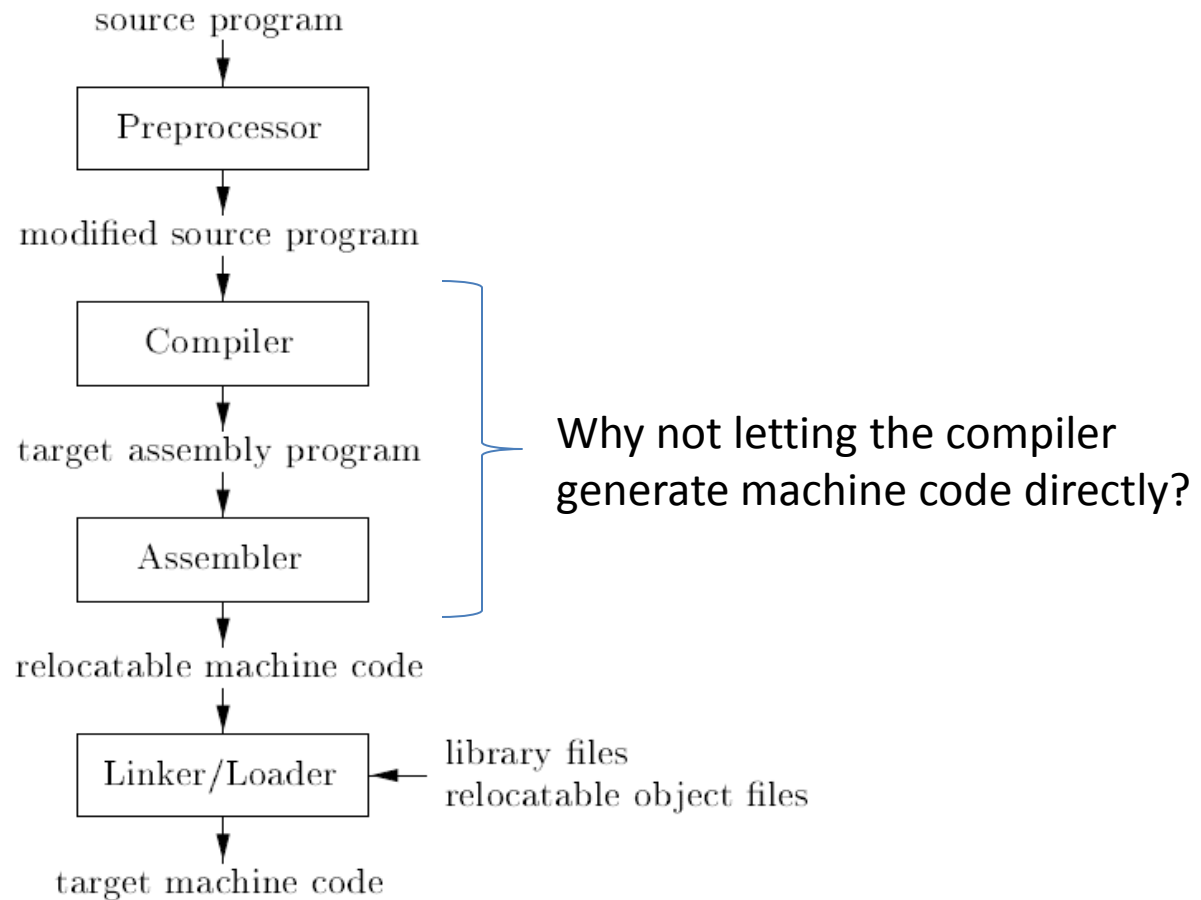 source program
Preprocessor
modified source program
Compiler
target assembly program
Why not letting the compiler
generate machine code directly?
Assembler
relocatable machine code
Linker/Loader
library files
relocatable object files
target machine code